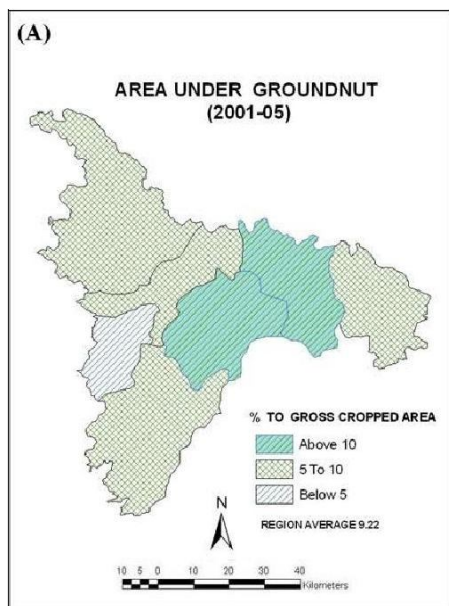 (A)
AREA UNDER GROUNDNUT
(2001-05)
% TO GROSS CROPPED AREA
Above 10
5 To 10
Below 5
N
REGION AVERAGE 9.22
10 5 0 10 20 30 40
Kilometers